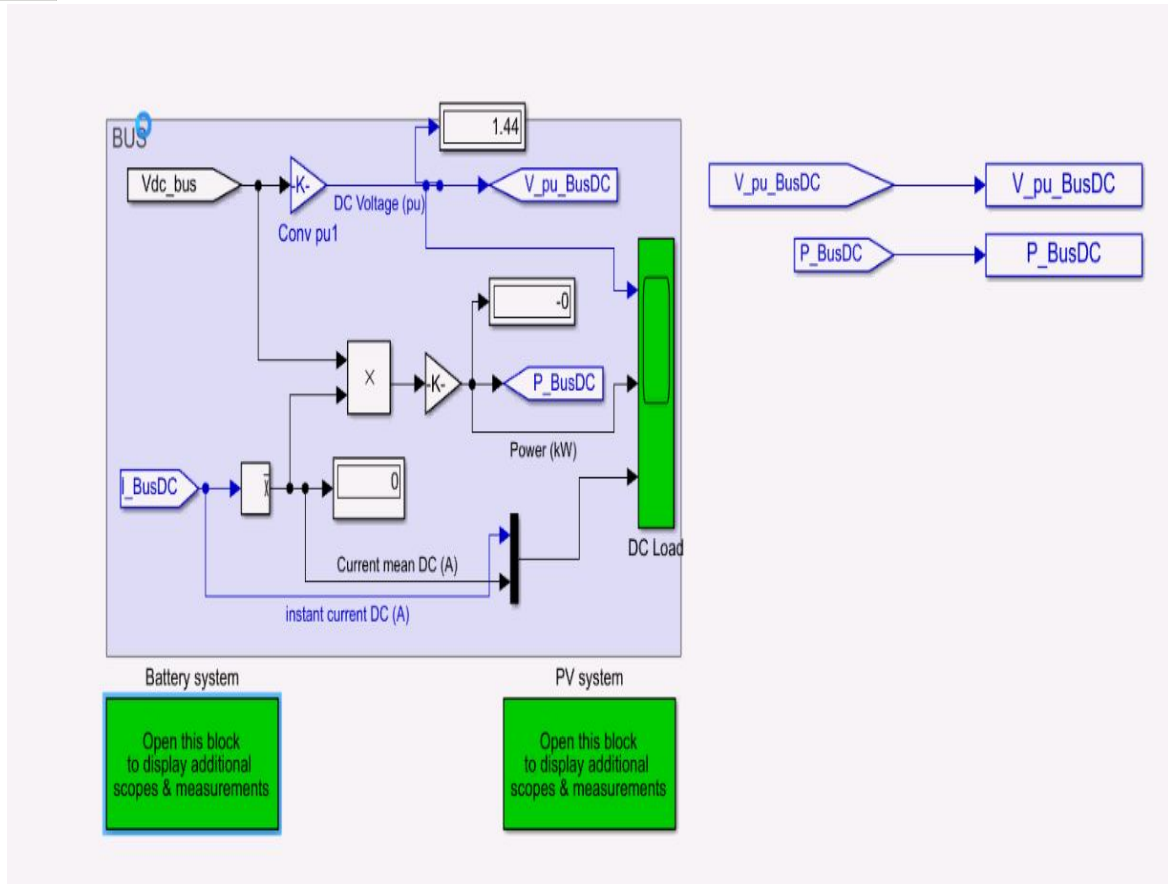 BUS
1.44
Vdc_bus
-K-
V_pu_BusDC
DC Voltage (pu)
Conv pu1
V_pu_BusDC
V_pu_BusDC
P_BusDC
P_BusDC
-0
X
-K-
P_BusDC
Power (kW)
I_BusDC
0
DC Load
Current mean DC (A)
instant current DC (A)
Battery system
Open this block
to display additional
scopes & measurements
PV system
Open this block
to display additional
scopes & measurements